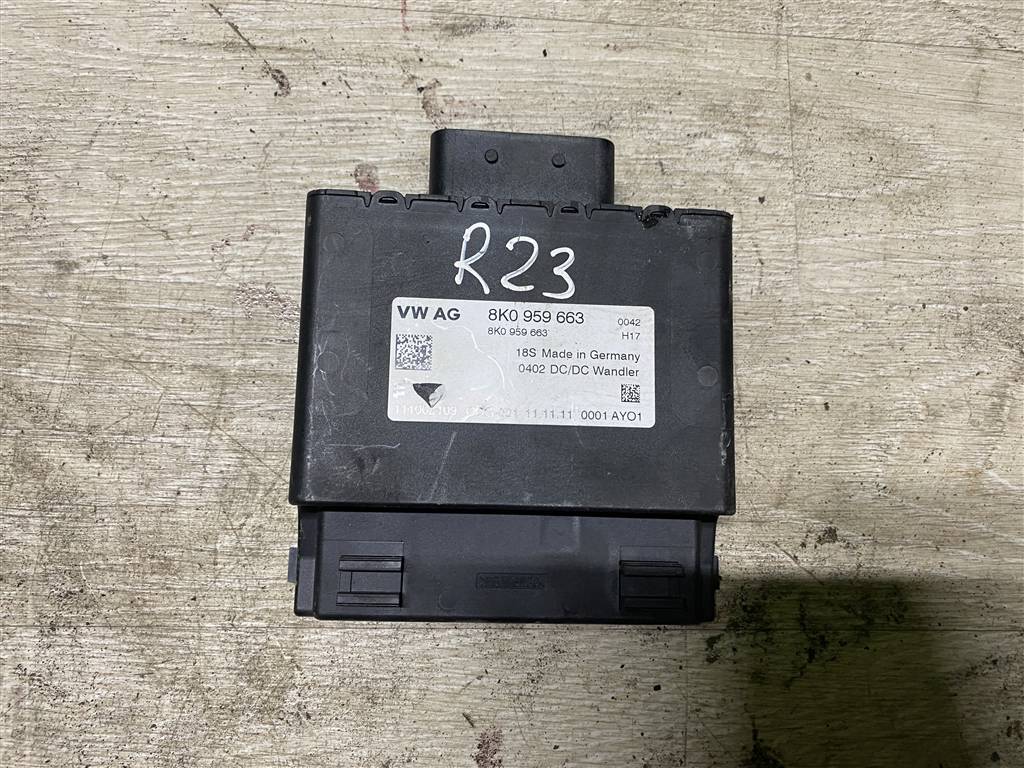 R23
VW AG 8K0 959 663 0042
8K0 959 663 H17
18S Made in Germany
0402 DC/DC Wandler
11.11.11 0001 AYO1